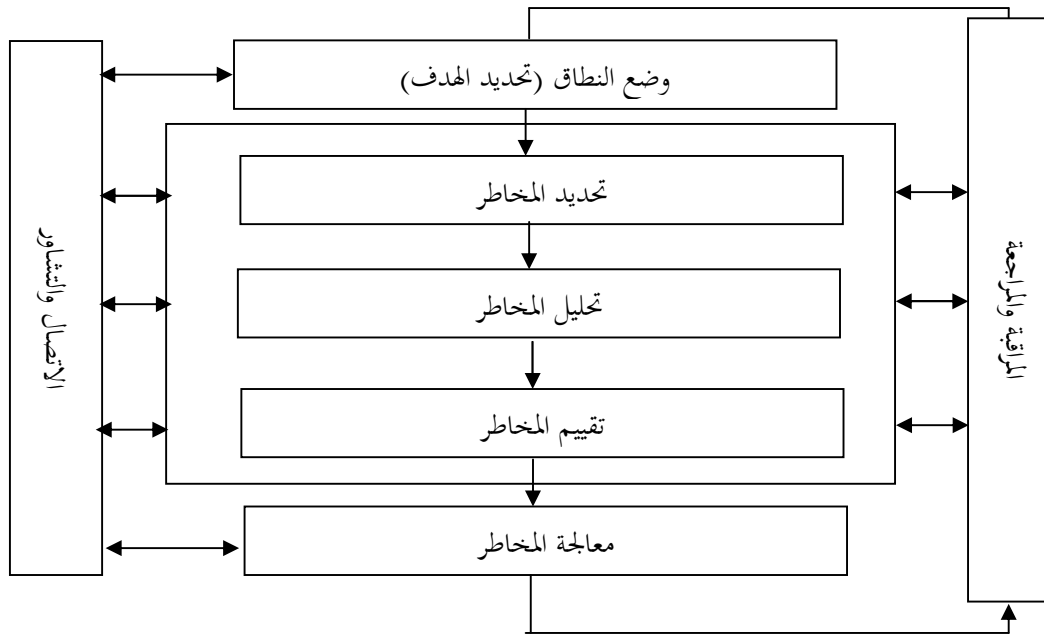 وضع النطاق (تحديد الهدف)
تحديد المخاطر
تحليل المخاطر
تقييم المخاطر
معالجة المخاطر
المراقبة والمراجعة
الاتصال والتشاور